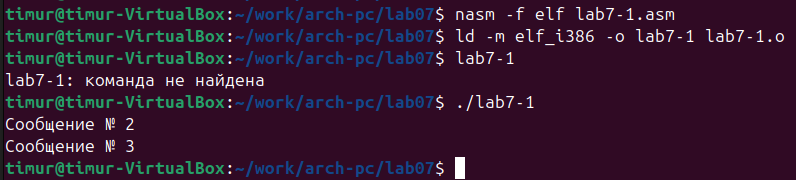 timur@timur-VirtualBox:~/work/arch-pc/lab07$ nasm -f elf lab7-1.asm
timur@timur-VirtualBox:~/work/arch-pc/lab07$ ld -m elf_i386 -o lab7-1 lab7-1.o
timur@timur-VirtualBox:~/work/arch-pc/lab07$ lab7-1
lab7-1: команда не найдена
timur@timur-VirtualBox:~/work/arch-pc/lab07$ ./lab7-1
Сообщение № 2
Сообщение № 3
timur@timur-VirtualBox:~/work/arch-pc/lab07$